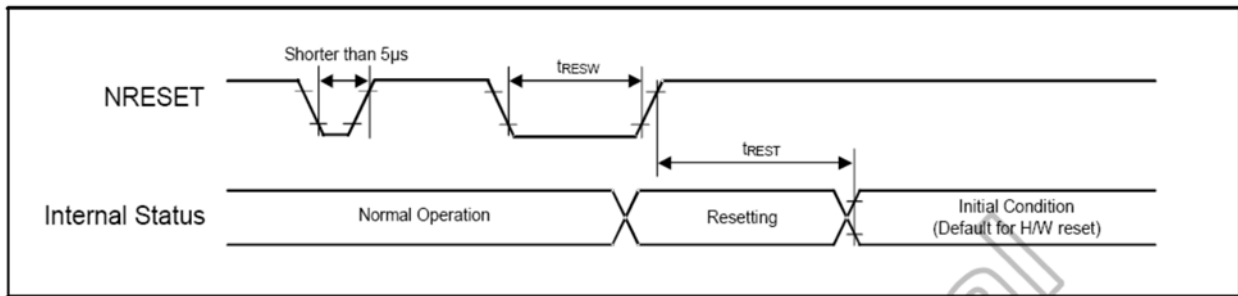 Shorter than 5µs
tRESW
NRESET
tREST
Internal Status
Normal Operation
Resetting
Initial Condition
(Default for H/W reset)